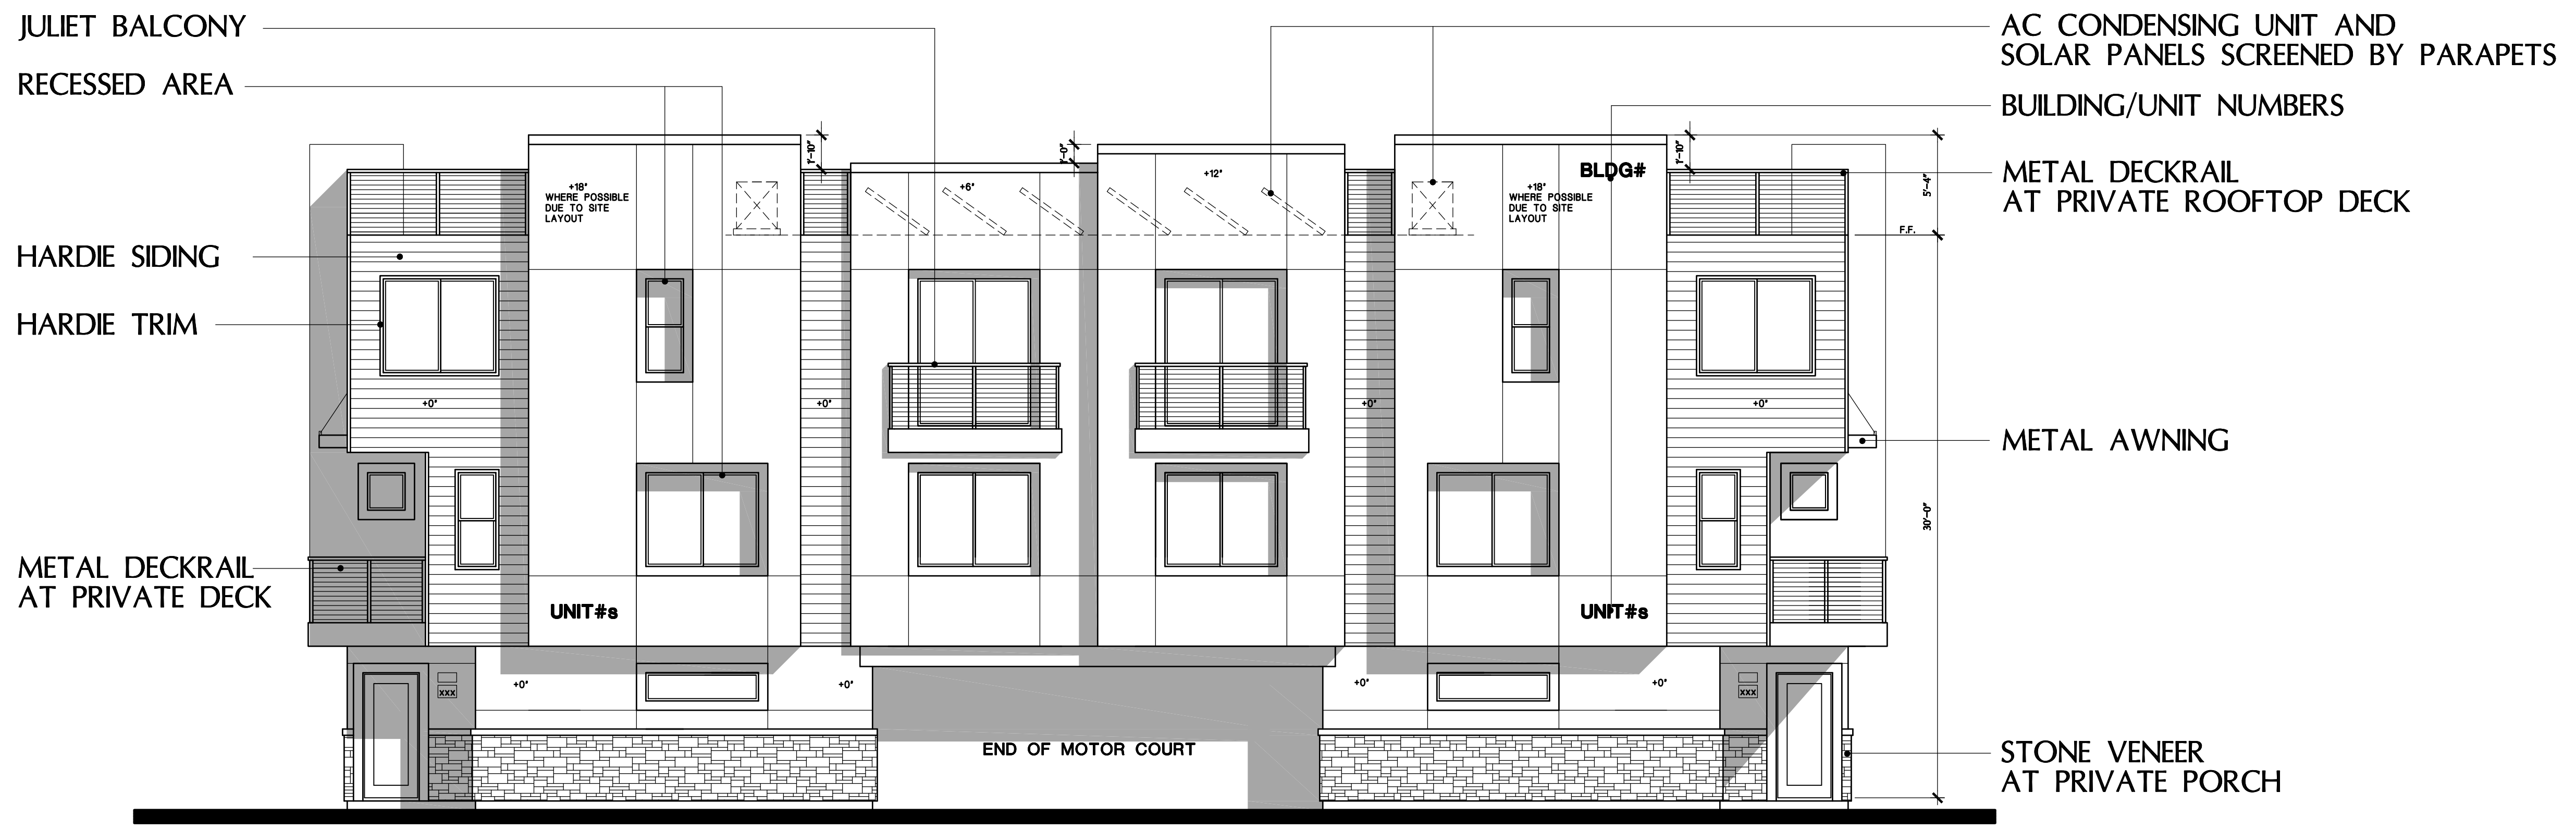 JULIET BALCONY
RECESSED AREA
HARDIE SIDING
HARDIE TRIM
METAL DECKRAIL
AT PRIVATE DECK
AC CONDENSING UNIT AND
SOLAR PANELS SCREENED BY PARAPETS
BUILDING/UNIT NUMBERS
METAL DECKRAIL
AT PRIVATE ROOFTOP DECK
METAL AWNING
STONE VENEER
AT PRIVATE PORCH
1'-10"
1'-0"
1'-10"
5'-4"
F.F.
30'-0"
+18"
WHERE POSSIBLE
DUE TO SITE
LAYOUT
+6"
+12"
BLDG#
+18"
WHERE POSSIBLE
DUE TO SITE
LAYOUT
+0"
+0"
+0"
+0"
UNIT#s
UNIT#s
+0"
+0"
+0"
+0"
XXX
XXX
END OF MOTOR COURT